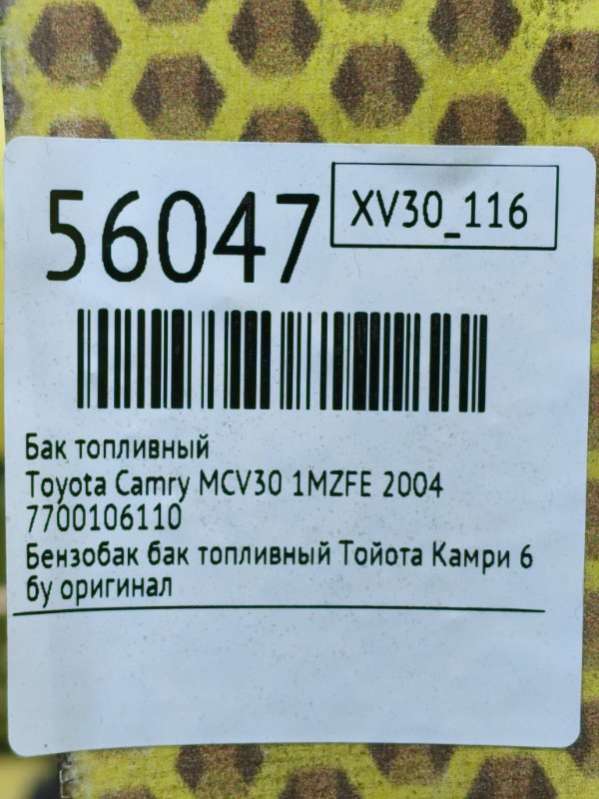 56047
XV30_116
Бак топливный
Toyota Camry MCV30 1MZFE 2004
7700106110
Бензобак бак топливный Тойота Камри 6
бу оригинал